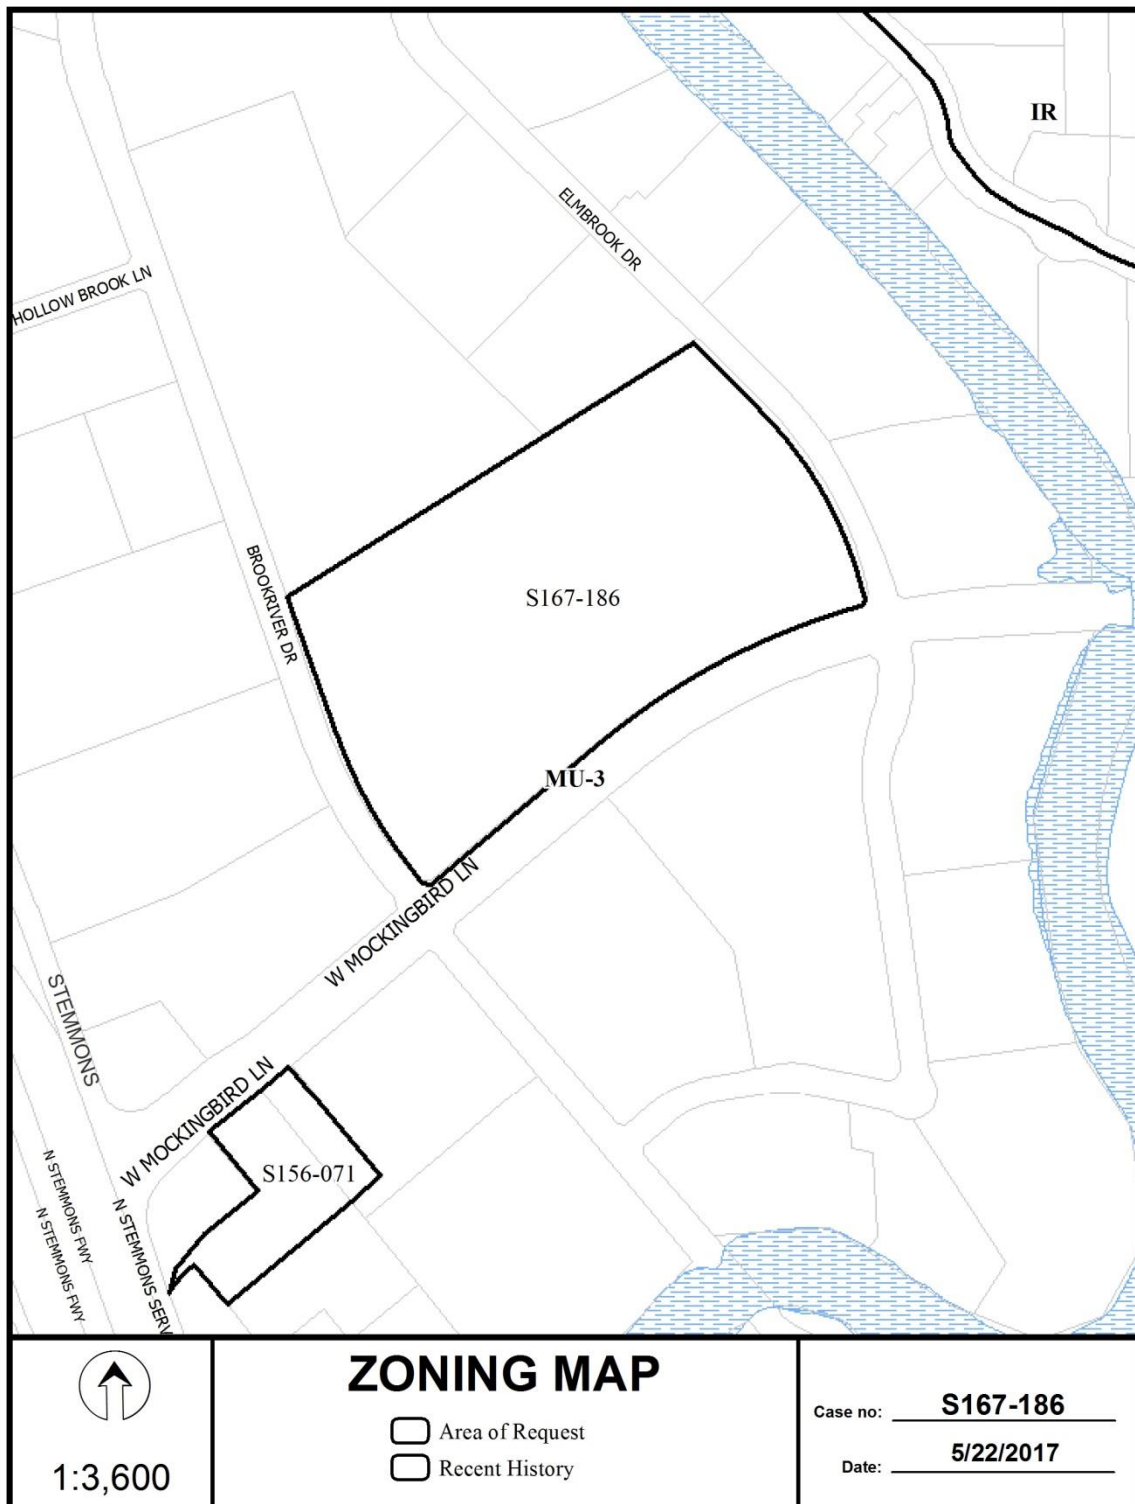 IR
ELMBROOK DR
HOLLOW BROOK LN
BROOKRIVER DR
S167-186
MU-3
W MOCKINGBIRD LN
STEMMONS
W MOCKINGBIRD LN
S156-071
N STEMMONS FWY
N STEMMONS FWY
N STEMMONS SERV
1:3,600
ZONING MAP
Area of Request
Recent History
Case no: S167-186
Date: 5/22/2017